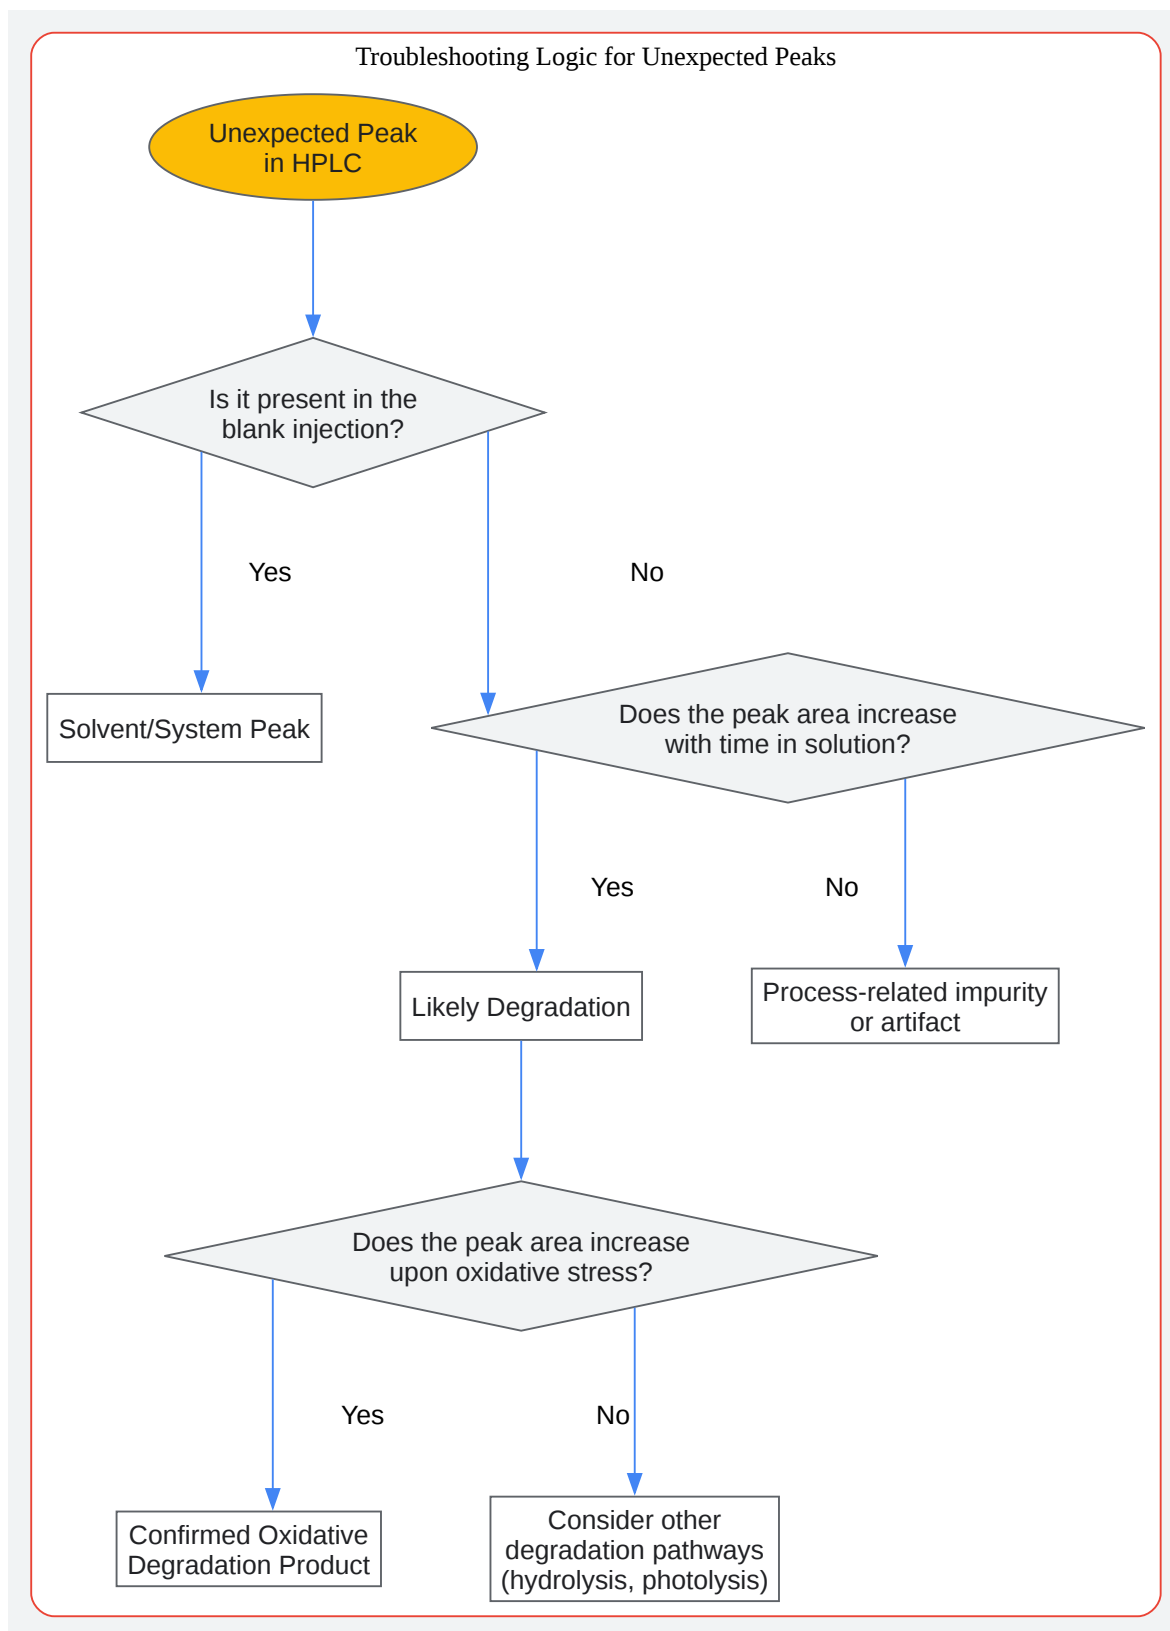 Troubleshooting Logic for Unexpected Peaks
Unexpected Peak
in HPLC
Is it present in the
blank injection?
Yes
No
Solvent/System Peak
Does the peak area increase
with time in solution?
Yes
No
Likely Degradation
Process-related impurity
or artifact
Does the peak area increase
upon oxidative stress?
Yes
No
Confirmed Oxidative
Degradation Product
Consider other
degradation pathways
(hydrolysis, photolysis)